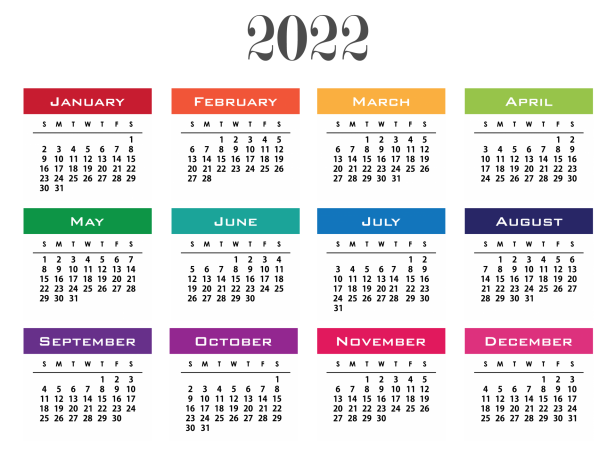 2022
January
S M T W T F S
1
2 3 4 5 6 7 8
9 10 11 12 13 14 15
16 17 18 19 20 21 22
23 24 25 26 27 28 29
30 31
February
S M T W T F S
1 2 3 4 5
6 7 8 9 10 11 12
13 14 15 16 17 18 19
20 21 22 23 24 25 26
27 28
March
S M T W T F S
1 2 3 4 5
6 7 8 9 10 11 12
13 14 15 16 17 18 19
20 21 22 23 24 25 26
27 28 29 30 31
April
S M T W T F S
1 2
3 4 5 6 7 8 9
10 11 12 13 14 15 16
17 18 19 20 21 22 23
24 25 26 27 28 29 30
May
S M T W T F S
1 2 3 4 5 6 7
8 9 10 11 12 13 14
15 16 17 18 19 20 21
22 23 24 25 26 27 28
29 30 31
June
S M T W T F S
1 2 3 4
5 6 7 8 9 10 11
12 13 14 15 16 17 18
19 20 21 22 23 24 25
26 27 28 29 30
July
S M T W T F S
1 2
3 4 5 6 7 8 9
10 11 12 13 14 15 16
17 18 19 20 21 22 23
24 25 26 27 28 29 30
31
August
S M T W T F S
1 2 3 4 5 6
7 8 9 10 11 12 13
14 15 16 17 18 19 20
21 22 23 24 25 26 27
28 29 30 31
September
S M T W T F S
1 2 3
4 5 6 7 8 9 10
11 12 13 14 15 16 17
18 19 20 21 22 23 24
25 26 27 28 29 30
October
S M T W T F S
1
2 3 4 5 6 7 8
9 10 11 12 13 14 15
16 17 18 19 20 21 22
23 24 25 26 27 28 29
30 31
November
S M T W T F S
1 2 3 4 5
6 7 8 9 10 11 12
13 14 15 16 17 18 19
20 21 22 23 24 25 26
27 28 29 30
December
S M T W T F S
1 2 3
4 5 6 7 8 9 10
11 12 13 14 15 16 17
18 19 20 21 22 23 24
25 26 27 28 29 30 31